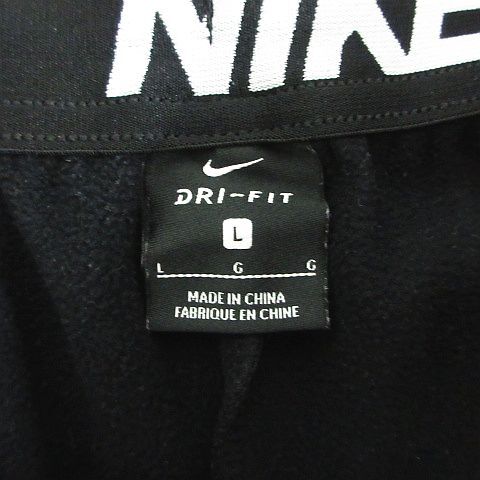 NIKE
DRI-FIT
L
L G G
MADE IN CHINA
FABRIQUE EN CHINE